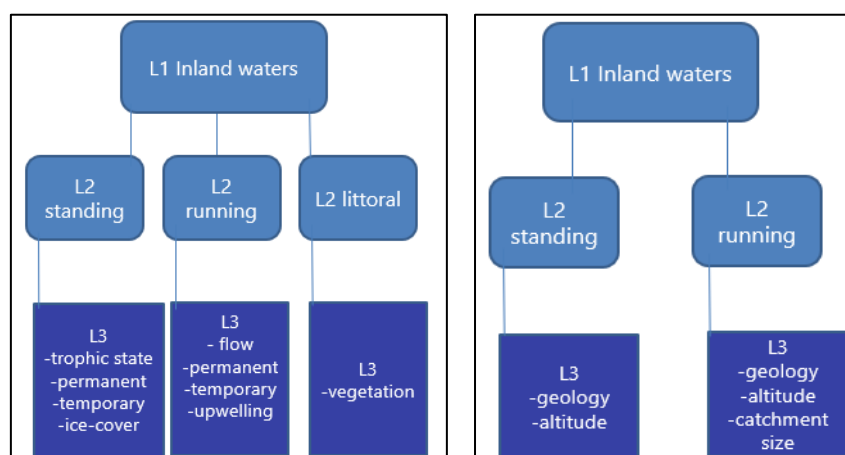 L1 Inland waters
L2
standing
L2
running
L2 littoral
L3
-trophic state
-permanent
-temporary
-ice-cover
L3
- flow
-permanent
-temporary
-upwelling
L3
-vegetation
L1 Inland waters
L2
standing
L2
running
L3
-geology
-altitude
L3
-geology
-altitude
-catchment
size